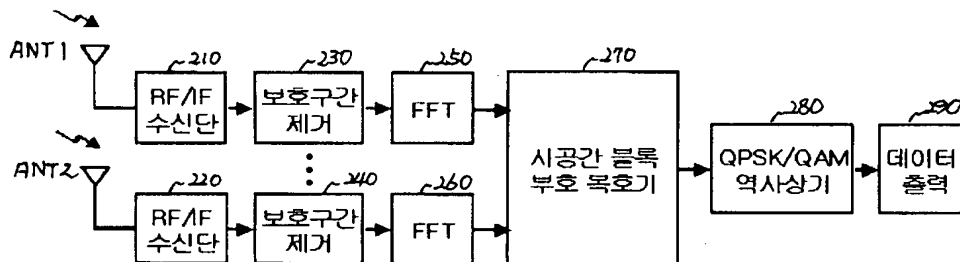 ANT1
210
RF/IF
수신단
230
보호구간
제거
250
FFT
270
시공간 블록
부호 복호기
280
QPSK/QAM
역사상기
290
데이터
출력
ANT2
220
RF/IF
수신단
240
보호구간
제거
260
FFT